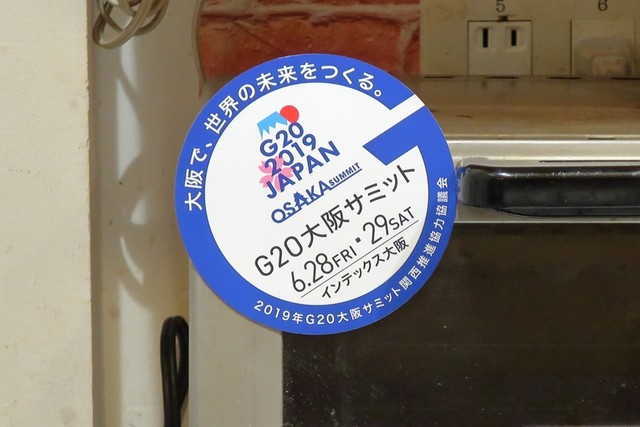 5
6
大阪で、世界の未来をつくる。
G20
2019
JAPAN
OSAKA SUMMIT
G20大阪サミット
6.28FRI・29SAT
インテックス大阪
2019年G20大阪サミット関西推進協力協議会